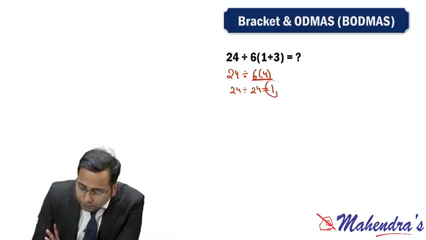 Bracket & ODMAS (BODMAS)
24 ÷ 6(1+3) = ?
24 ÷ 6(4)
24 ÷ 24 = 1
Mahendra's